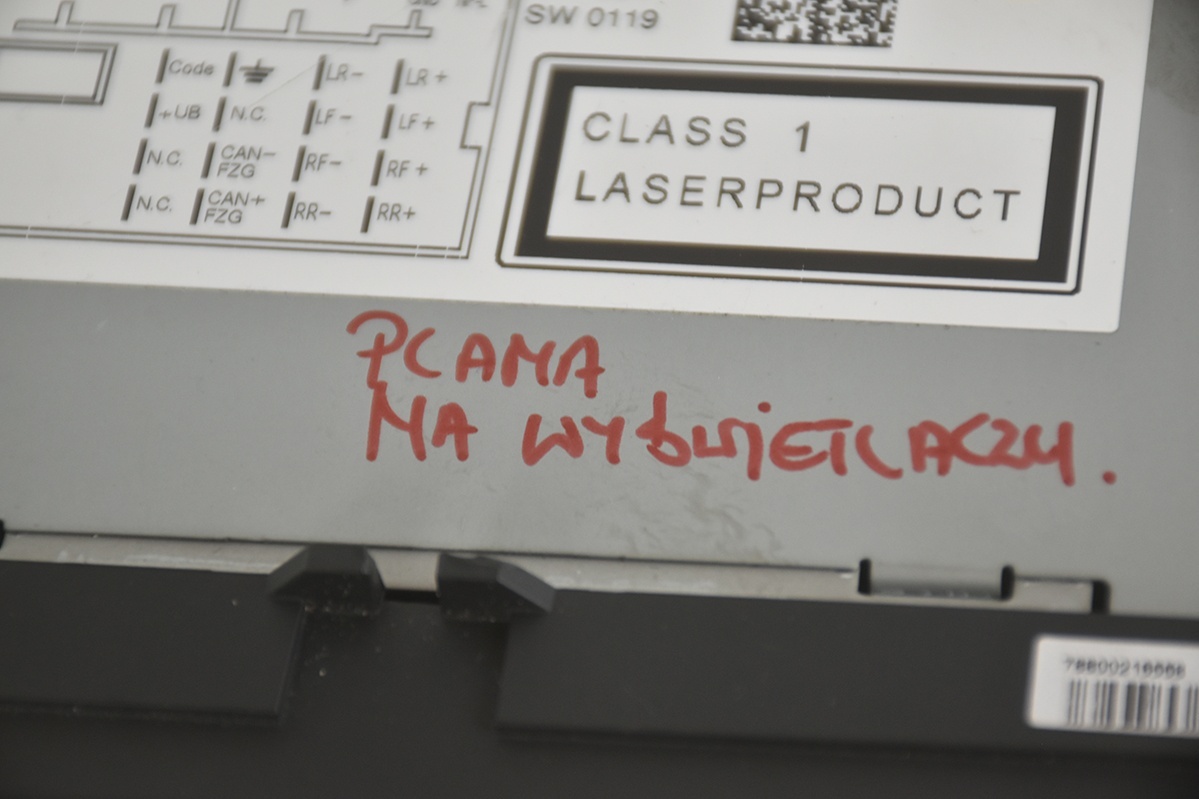 SW 0119
Code LR- LR+
+UB N.C. LF- LF+
N.C. CAN- FZG RF- RF+
N.C. CAN+ FZG RR- RR+
CLASS 1
LASERPRODUCT
PLAMA
NA WYŚWIETLACZU.